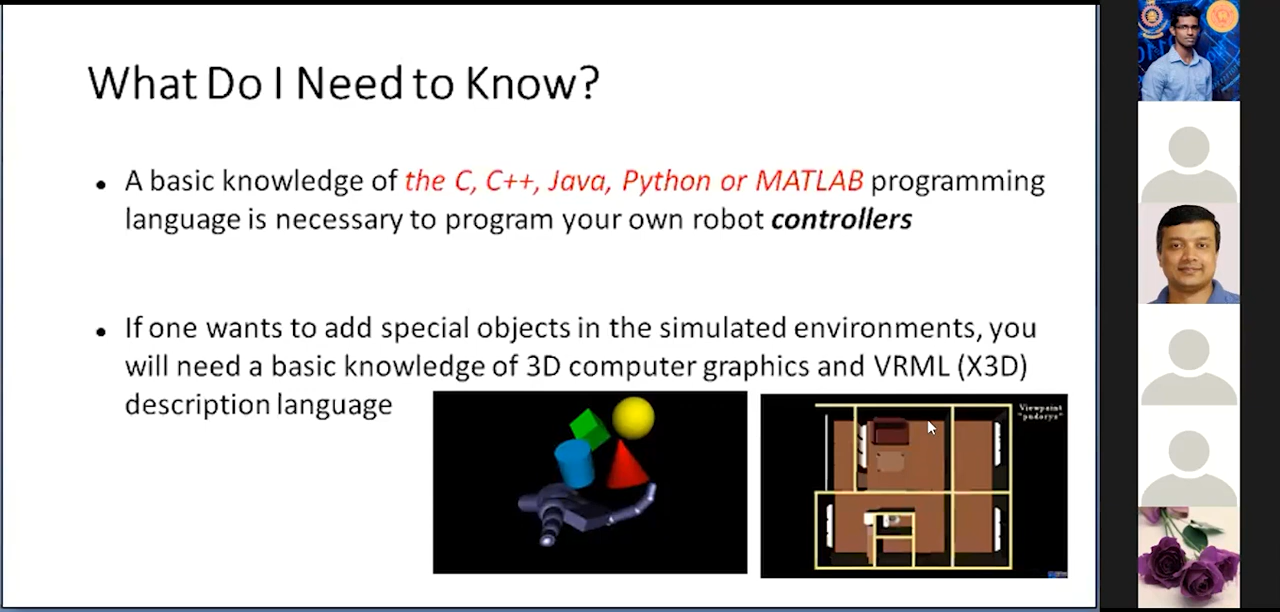 What Do I Need to Know?
• A basic knowledge of the C, C++, Java, Python or MATLAB programming
language is necessary to program your own robot controllers
• If one wants to add special objects in the simulated environments, you
will need a basic knowledge of 3D computer graphics and VRML (X3D)
description language
Viewpoint
"pudorys"